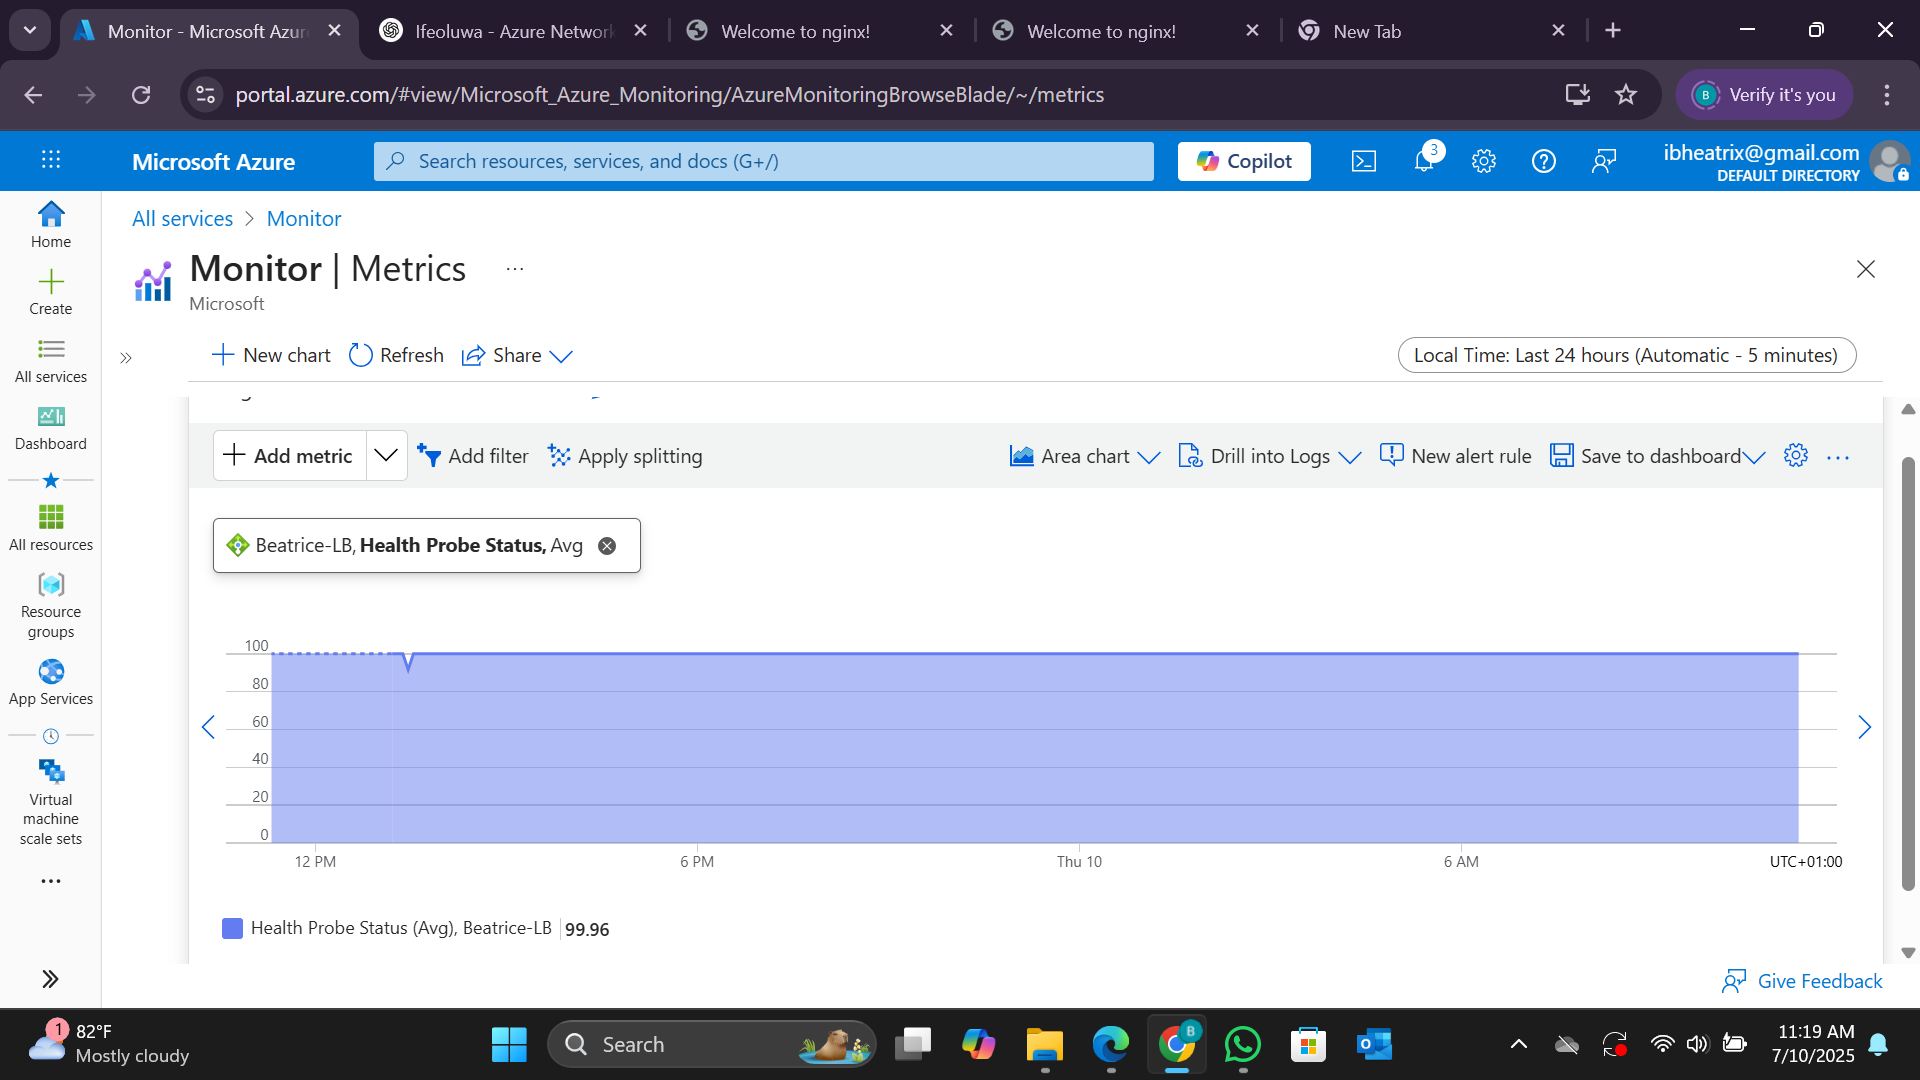 Monitor - Microsoft Azur
Ifeoluwa - Azure Network
Welcome to nginx!
Welcome to nginx!
New Tab
portal.azure.com/#view/Microsoft_Azure_Monitoring/AzureMonitoringBrowseBlade/~/metrics
B
Verify it's you
Microsoft Azure
Search resources, services, and docs (G+/)
Copilot
3
ibheatrix@gmail.com
DEFAULT DIRECTORY
Home
Create
All services
Dashboard
All resources
Resource
groups
App Services
Virtual
machine
scale sets
All services > Monitor
Monitor | Metrics
Microsoft
New chart
Refresh
Share
Local Time: Last 24 hours (Automatic - 5 minutes)
Add metric
Add filter
Apply splitting
Area chart
Drill into Logs
New alert rule
Save to dashboard
Beatrice-LB, Health Probe Status, Avg
100
80
60
40
20
0
12 PM
6 PM
Thu 10
6 AM
UTC+01:00
Health Probe Status (Avg), Beatrice-LB
99.96
Give Feedback
1
82°F
Mostly cloudy
Search
B
11:19 AM
7/10/2025